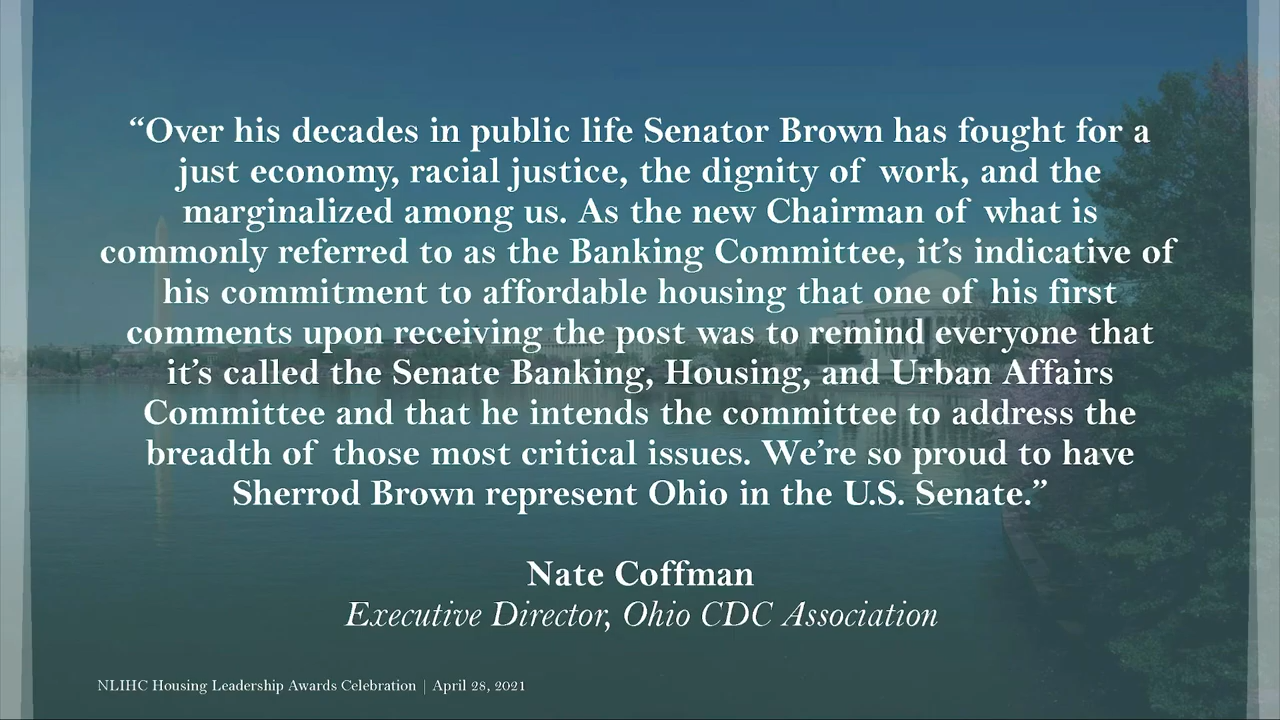 “Over his decades in public life Senator Brown has fought for a
just economy, racial justice, the dignity of work, and the
marginalized among us. As the new Chairman of what is
commonly referred to as the Banking Committee, it’s indicative of
his commitment to affordable housing that one of his first
comments upon receiving the post was to remind everyone that
it’s called the Senate Banking, Housing, and Urban Affairs
Committee and that he intends the committee to address the
breadth of those most critical issues. We’re so proud to have
Sherrod Brown represent Ohio in the U.S. Senate.”
Nate Coffman
Executive Director, Ohio CDC Association
NLIHC Housing Leadership Awards Celebration | April 28, 2021